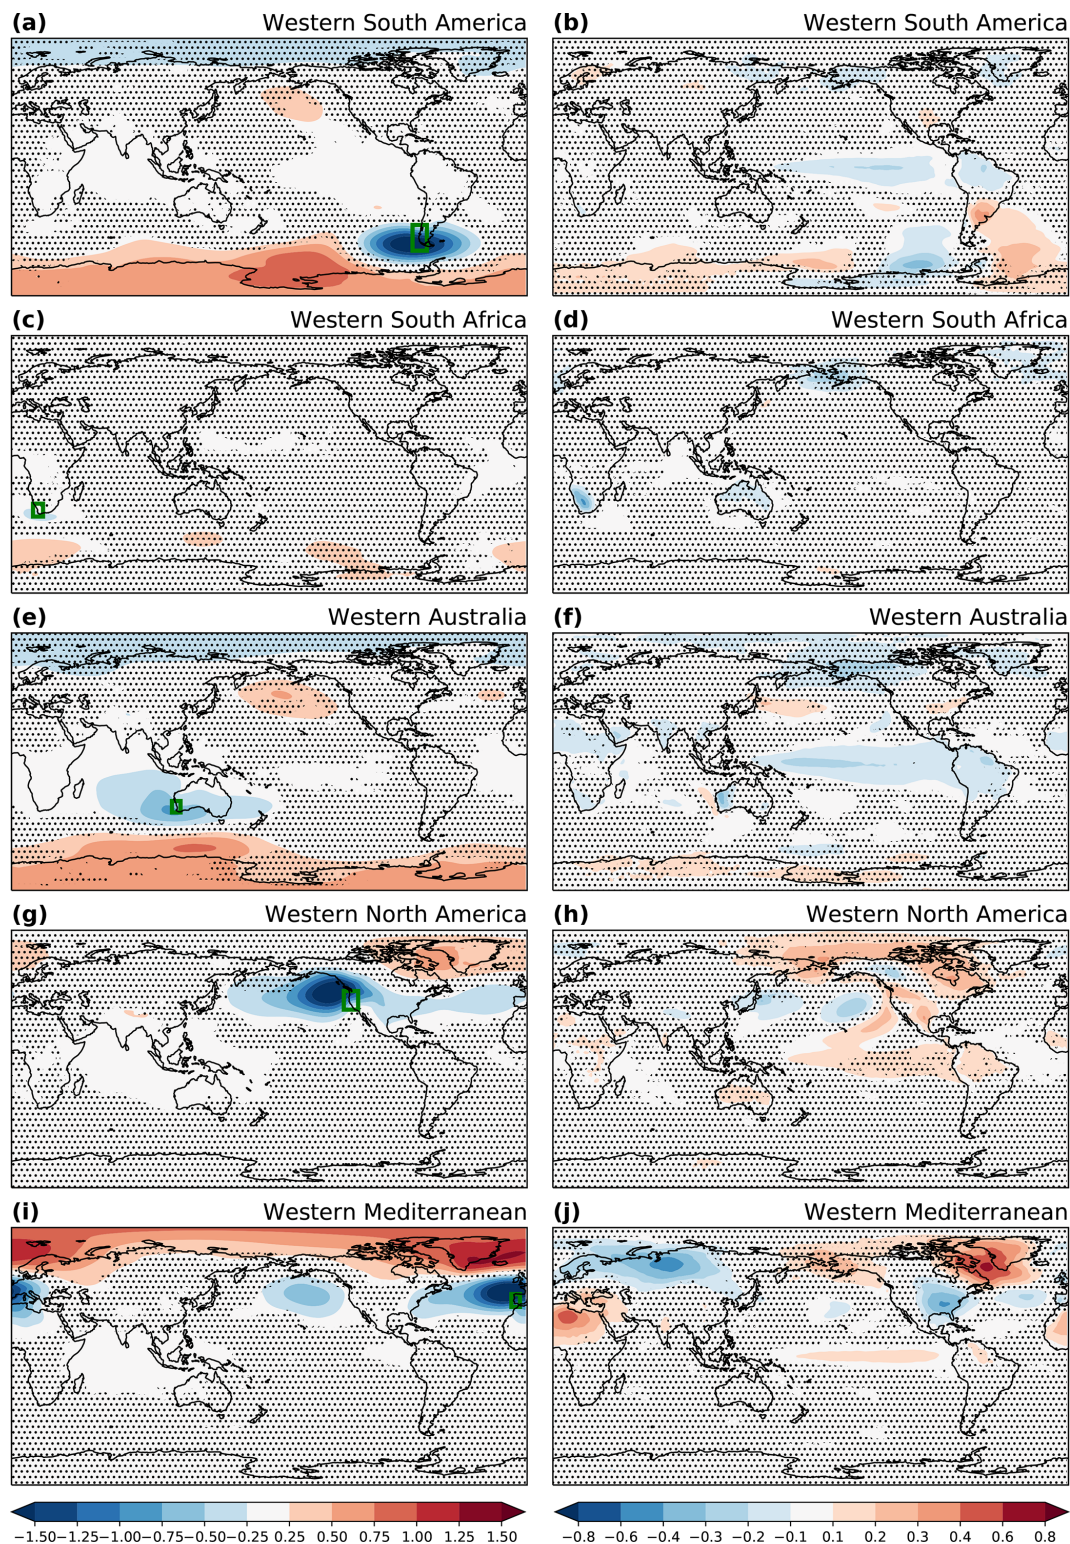 (a) Western South America
(b) Western South America
(c) Western South Africa
(d) Western South Africa
(e) Western Australia
(f) Western Australia
(g) Western North America
(h) Western North America
(i) Western Mediterranean
(j) Western Mediterranean
−1.50 −1.25 −1.00 −0.75 −0.50 −0.25 0.25 0.50 0.75 1.00 1.25 1.50
−0.8 −0.6 −0.4 −0.3 −0.2 −0.1 0.1 0.2 0.3 0.4 0.6 0.8